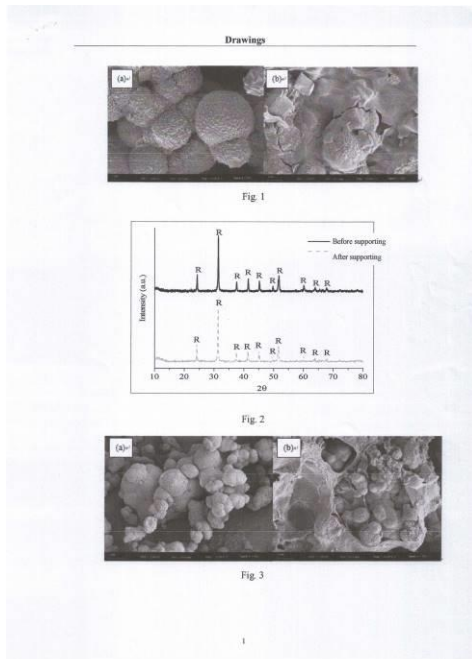 Drawings
(a)↵ (b)↵
Fig. 1
R
R R R R R R R R R
Before supporting
After supporting
Intensity (a.u.)
R
R R R R R R R R R
10 20 30 40 50 60 70 80
2θ
Fig. 2
(a)↵ (b)↵
Fig. 3
1